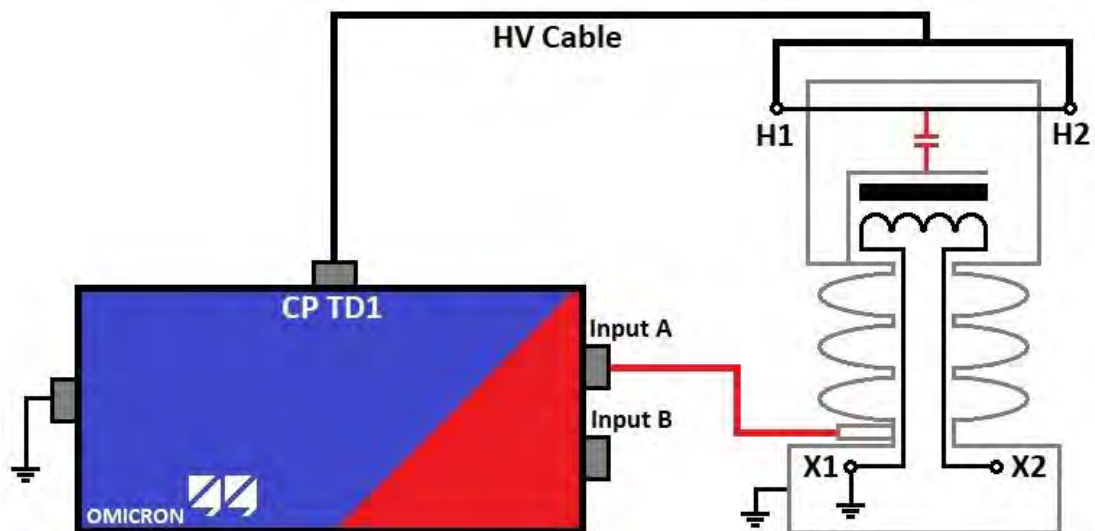 HV Cable
H1
H2
CP TD1
Input A
Input B
X1
X2
OMICRON